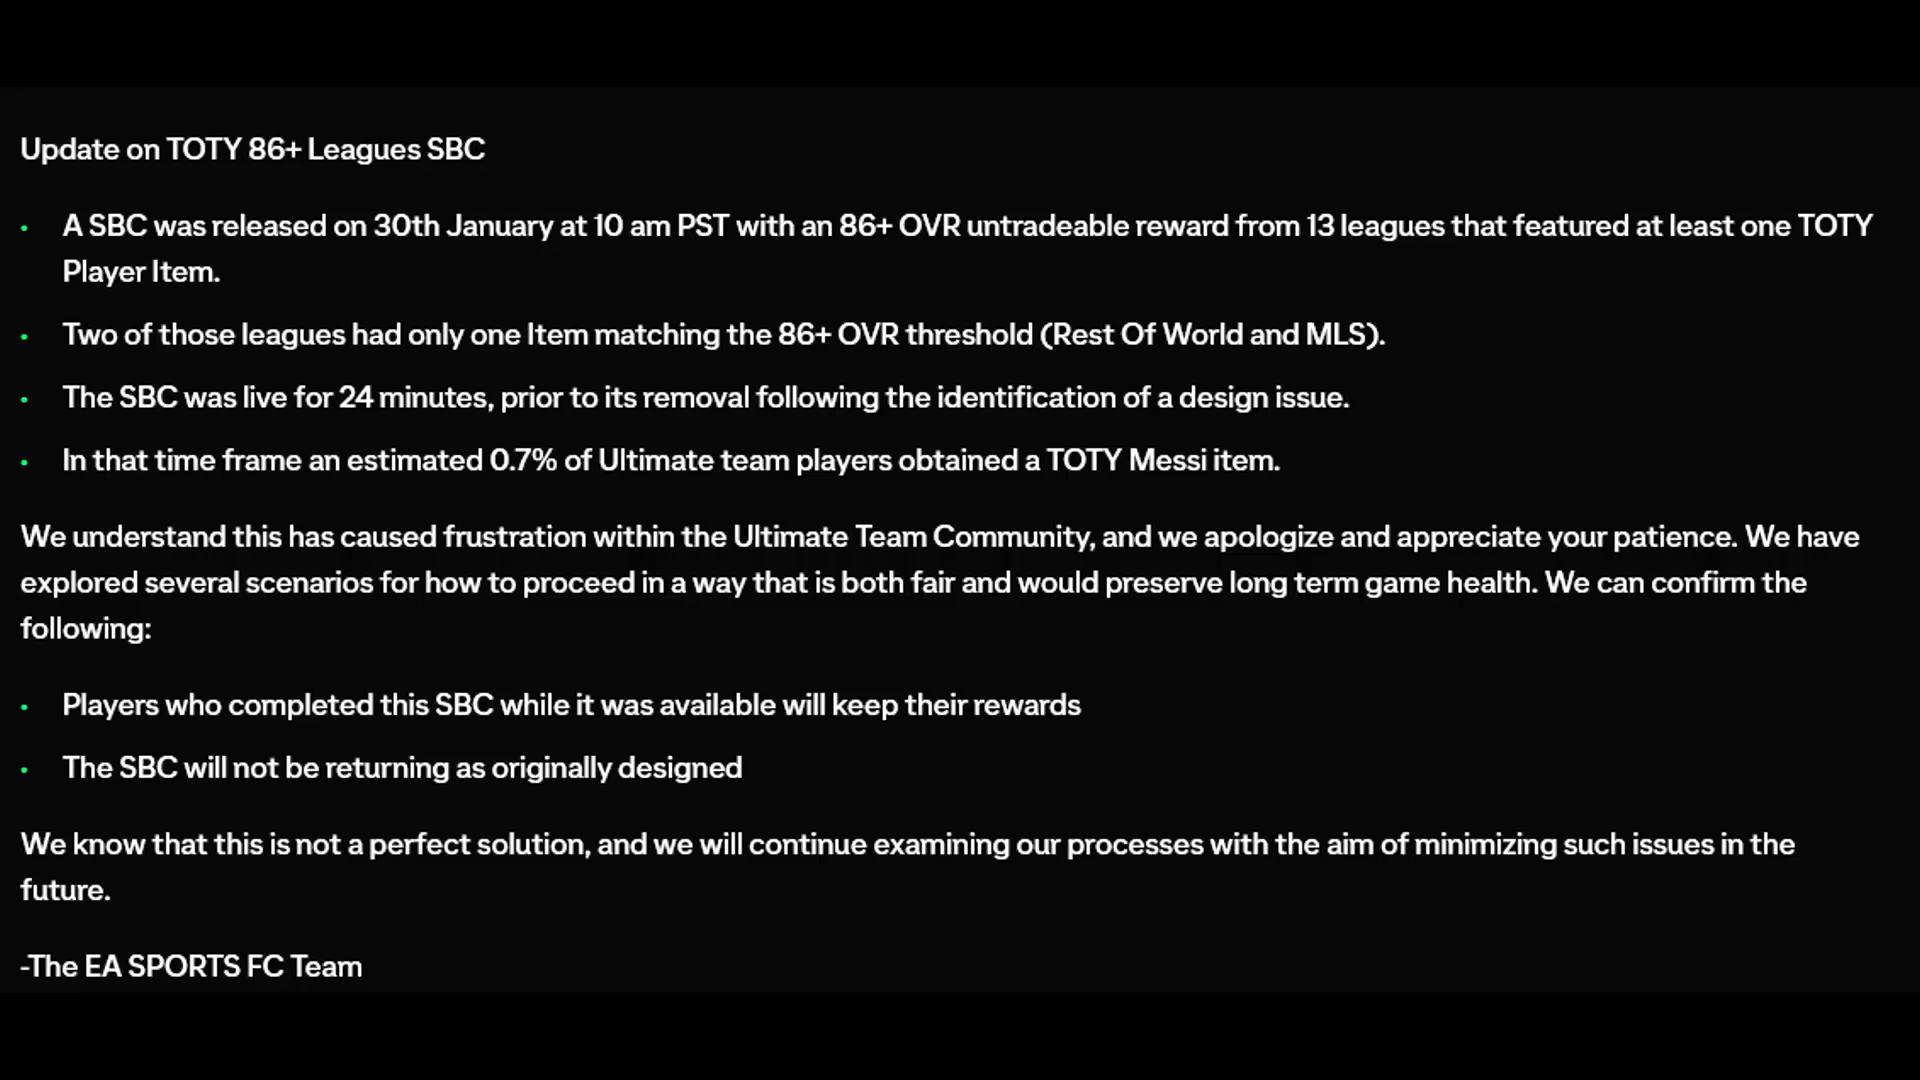 Update on TOTY 86+ Leagues SBC
• A SBC was released on 30th January at 10 am PST with an 86+ OVR untradeable reward from 13 leagues that featured at least one TOTY
Player Item.
• Two of those leagues had only one Item matching the 86+ OVR threshold (Rest Of World and MLS).
• The SBC was live for 24 minutes, prior to its removal following the identification of a design issue.
• In that time frame an estimated 0.7% of Ultimate team players obtained a TOTY Messi item.
We understand this has caused frustration within the Ultimate Team Community, and we apologize and appreciate your patience. We have
explored several scenarios for how to proceed in a way that is both fair and would preserve long term game health. We can confirm the
following:
• Players who completed this SBC while it was available will keep their rewards
• The SBC will not be returning as originally designed
We know that this is not a perfect solution, and we will continue examining our processes with the aim of minimizing such issues in the
future.
-The EA SPORTS FC Team